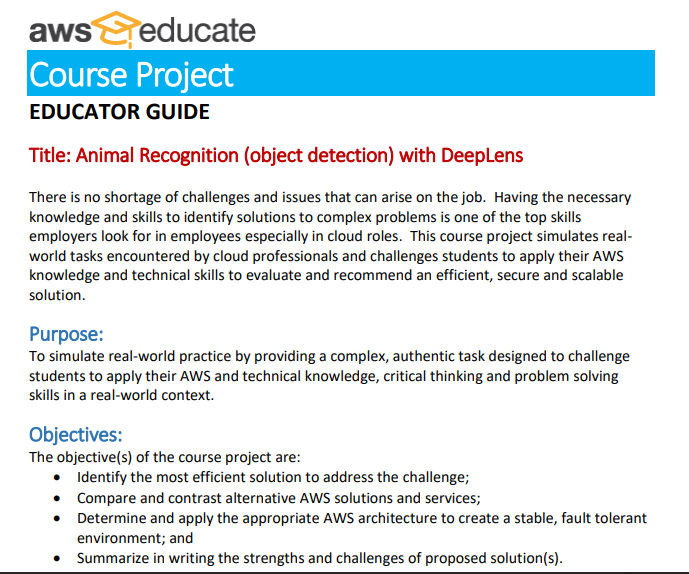 aws educate
Course Project
EDUCATOR GUIDE
Title: Animal Recognition (object detection) with DeepLens
There is no shortage of challenges and issues that can arise on the job.  Having the necessary
knowledge and skills to identify solutions to complex problems is one of the top skills
employers look for in employees especially in cloud roles.  This course project simulates real-
world tasks encountered by cloud professionals and challenges students to apply their AWS
knowledge and technical skills to evaluate and recommend an efficient, secure and scalable
solution.
Purpose:
To simulate real-world practice by providing a complex, authentic task designed to challenge
students to apply their AWS and technical knowledge, critical thinking and problem solving
skills in a real-world context.
Objectives:
The objective(s) of the course project are:
• Identify the most efficient solution to address the challenge;
• Compare and contrast alternative AWS solutions and services;
• Determine and apply the appropriate AWS architecture to create a stable, fault tolerant
environment; and
• Summarize in writing the strengths and challenges of proposed solution(s).